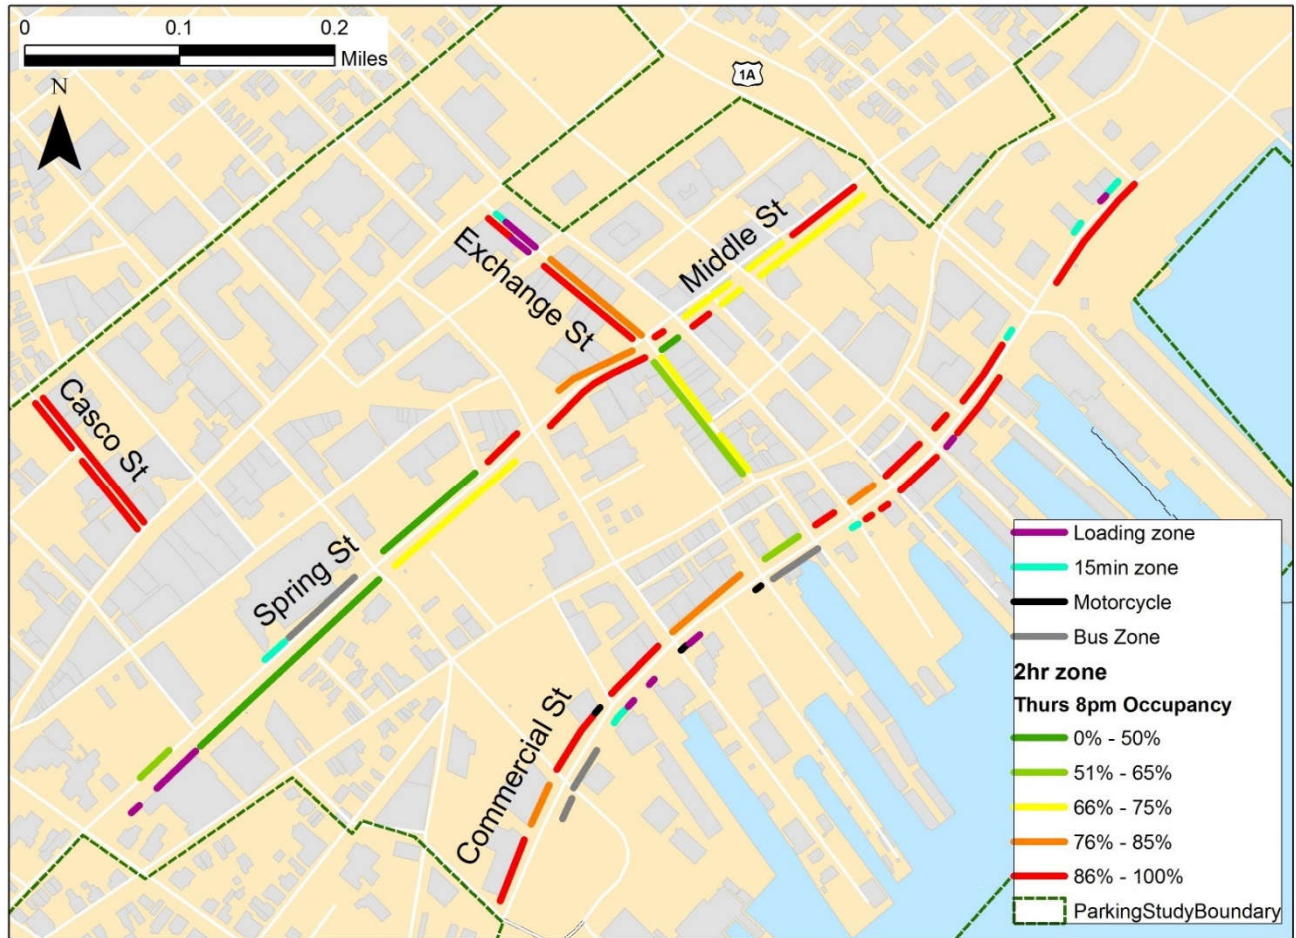 0 0.1 0.2
Miles
N
1A
Middle St
Exchange St
Casco St
Spring St
Commercial St
Loading zone
15min zone
Motorcycle
Bus Zone
2hr zone
Thurs 8pm Occupancy
0% - 50%
51% - 65%
66% - 75%
76% - 85%
86% - 100%
ParkingStudyBoundary